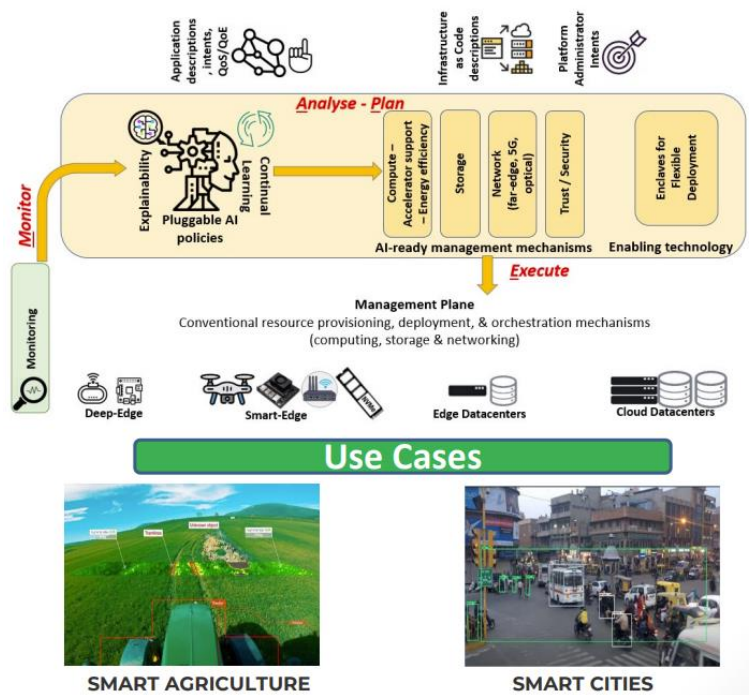 Application
descriptions
, intents,
QoS/QoE
Infrastructure
as Code
descriptions
Platform
Administrator
Intents
Analyse - Plan
Monitor
Explainability
Continual
Learning
Pluggable AI
policies
Compute –
Accelerator support
– Energy efficiency
Storage
Network
(far-edge, 5G,
optical)
Trust / Security
Enclaves for
Flexible
Deployment
AI-ready management mechanisms
Enabling technology
Execute
Monitoring
Management Plane
Conventional resource provisioning, deployment, & orchestration mechanisms
(computing, storage & networking)
NVMe
Deep-Edge
Smart-Edge
Edge Datacenters
Cloud Datacenters
Use Cases
Unknown object
SMART AGRICULTURE
SMART CITIES